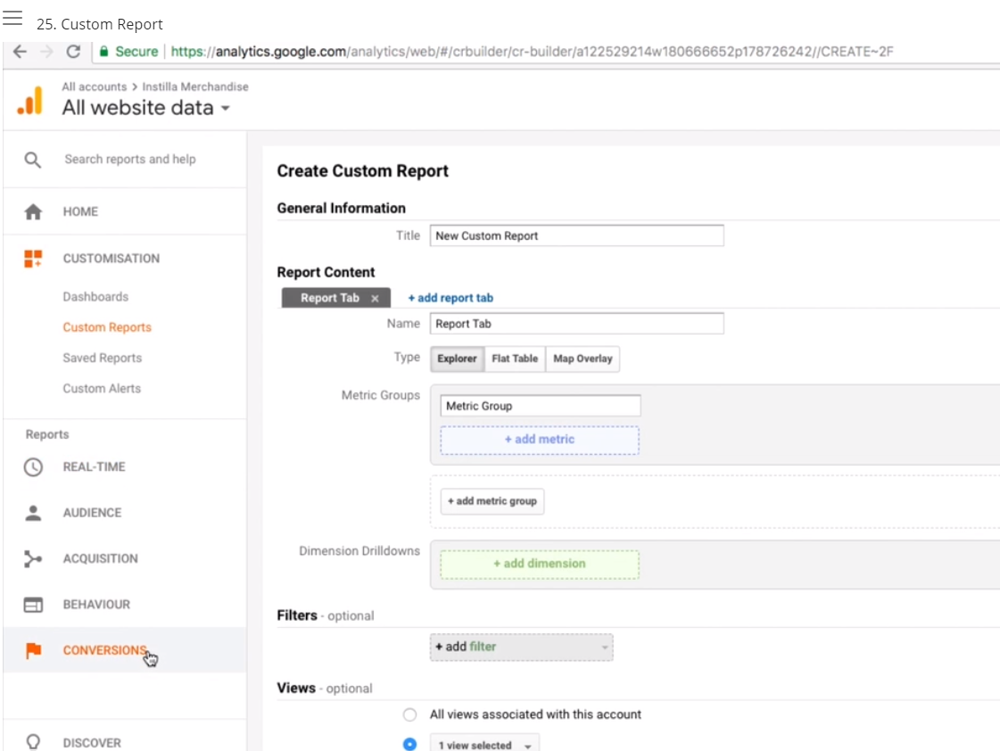 25. Custom Report
Secure https://analytics.google.com/analytics/web/#/crbuilder/cr-builder/a122529214w180666652p178726242//CREATE~2F
All accounts > Instilla Merchandise
All website data
Search reports and help
HOME
CUSTOMISATION
Dashboards
Custom Reports
Saved Reports
Custom Alerts
Reports
REAL-TIME
AUDIENCE
ACQUISITION
BEHAVIOUR
CONVERSIONS
DISCOVER
Create Custom Report
General Information
Title New Custom Report
Report Content
Report Tab × + add report tab
Name Report Tab
Type Explorer Flat Table Map Overlay
Metric Groups Metric Group
+ add metric
+ add metric group
Dimension Drilldowns + add dimension
Filters - optional
+ add filter
Views - optional
All views associated with this account
1 view selected